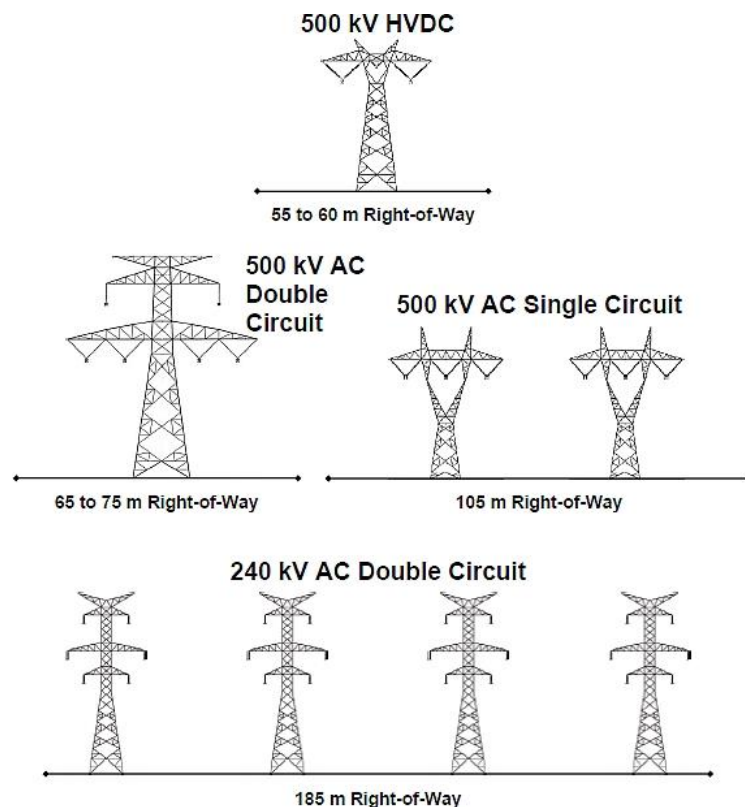 500 kV HVDC
55 to 60 m Right-of-Way
500 kV AC
Double
Circuit
65 to 75 m Right-of-Way
500 kV AC Single Circuit
105 m Right-of-Way
240 kV AC Double Circuit
185 m Right-of-Way